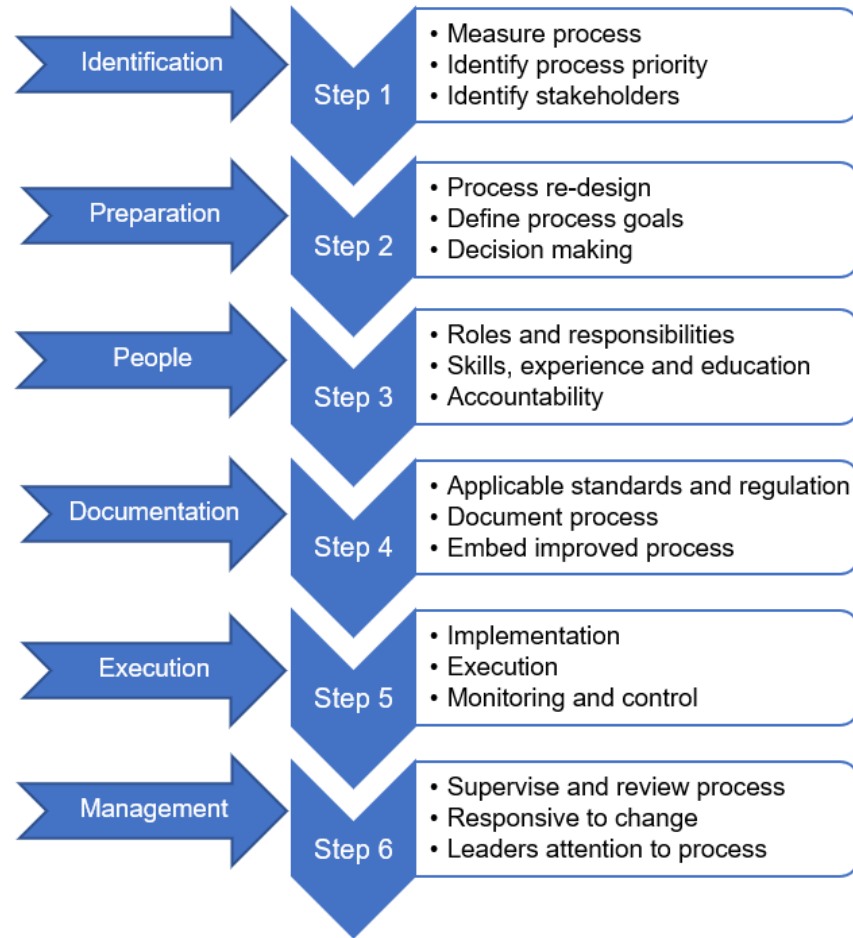 Identification
Step 1
• Measure process
• Identify process priority
• Identify stakeholders
Preparation
Step 2
• Process re-design
• Define process goals
• Decision making
People
Step 3
• Roles and responsibilities
• Skills, experience and education
• Accountability
Documentation
Step 4
• Applicable standards and regulation
• Document process
• Embed improved process
Execution
Step 5
• Implementation
• Execution
• Monitoring and control
Management
Step 6
• Supervise and review process
• Responsive to change
• Leaders attention to process